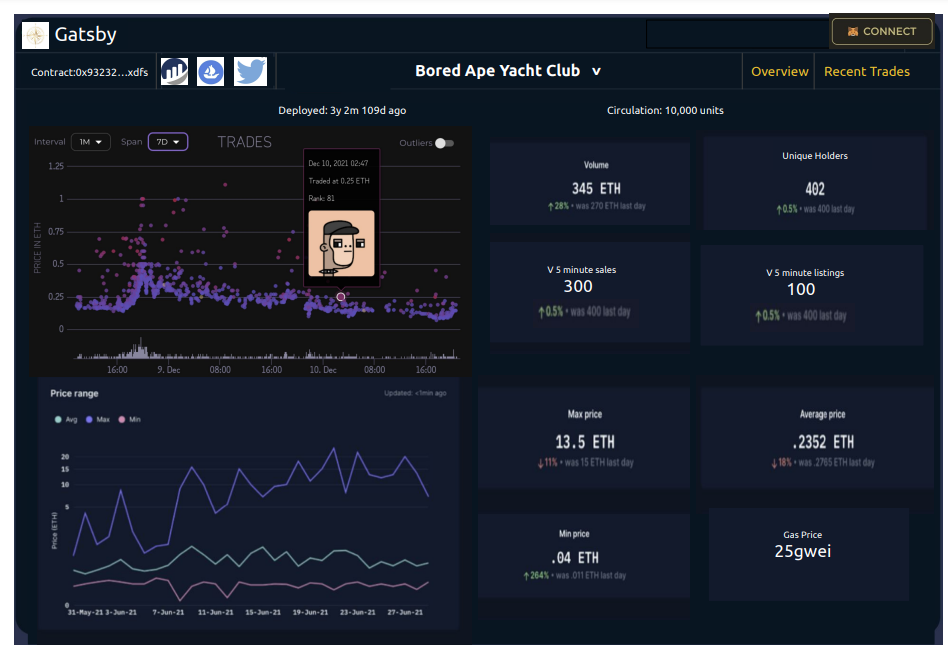 Gatsby
CONNECT
Contract:0x93232...xdfs
Bored Ape Yacht Club v
Overview
Recent Trades
Deployed: 3y 2m 109d ago
Circulation: 10,000 units
Interval 1M Span 7D TRADES Outliers
Dec 10, 2021 02:47
Traded at 0.25 ETH
Rank: 81
PRICE IN ETH
1.25
1
0.75
0.5
0.25
0
16:00 9. Dec 08:00 16:00 10. Dec 08:00 16:00
Volume
345 ETH
↑28% • was 270 ETH last day
Unique Holders
402
↑0.5% • was 400 last day
V 5 minute sales
300
↑0.5% • was 400 last day
V 5 minute listings
100
↑0.5% • was 400 last day
Price range
Updated: <1min ago
Avg Max Min
Price (ETH)
20
15
10
5
0
31-May-21 3-Jun-21 7-Jun-21 11-Jun-21 15-Jun-21 19-Jun-21 23-Jun-21 27-Jun-21
Max price
13.5 ETH
↓11% • was 15 ETH last day
Average price
.2352 ETH
↓18% • was .2765 ETH last day
Min price
.04 ETH
↑264% • was .011 ETH last day
Gas Price
25gwei